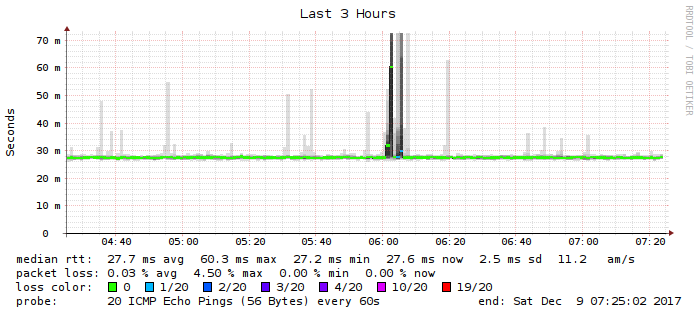 Last 3 Hours
RRDTOOL / TOBI OETIKER
Seconds
70 m
60 m
50 m
40 m
30 m
20 m
10 m
0
04:40 05:00 05:20 05:40 06:00 06:20 06:40 07:00 07:20
median rtt: 27.7 ms avg 60.3 ms max 27.2 ms min 27.6 ms now 2.5 ms sd 11.2 am/s
packet loss: 0.03 % avg 4.50 % max 0.00 % min 0.00 % now
loss color: 0 1/20 2/20 3/20 4/20 10/20 19/20
probe: 20 ICMP Echo Pings (56 Bytes) every 60s end: Sat Dec 9 07:25:02 2017